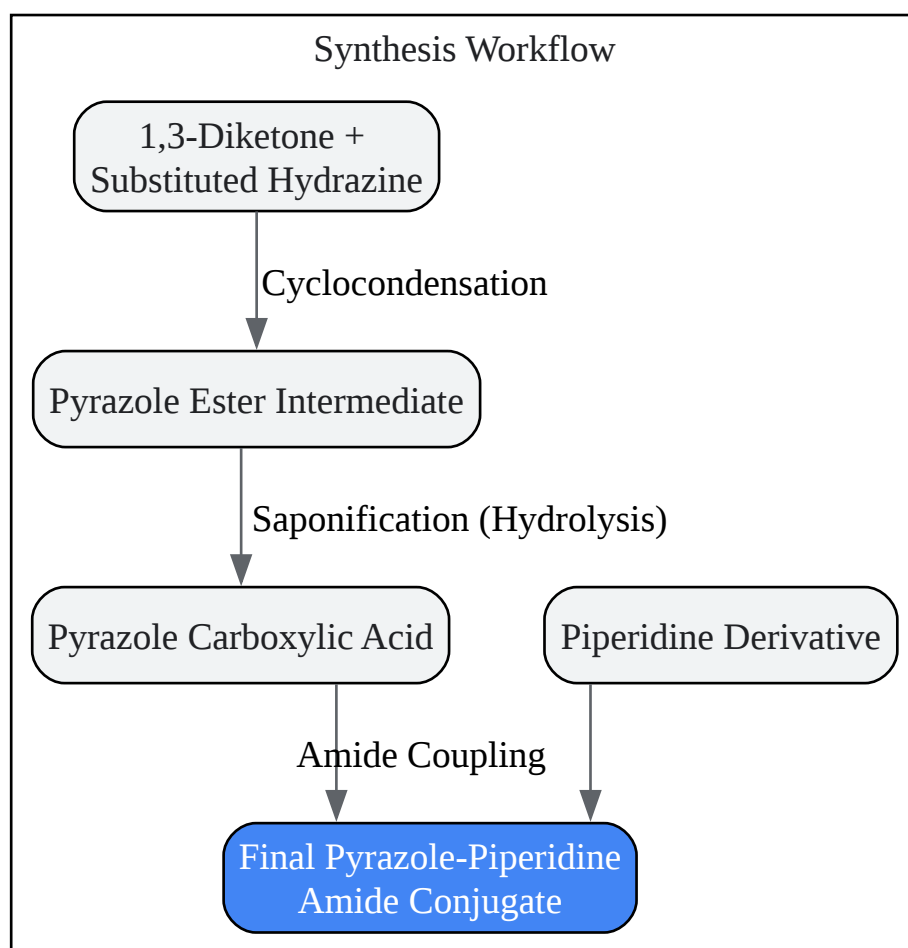 Synthesis Workflow
1,3-Diketone +
Substituted Hydrazine
Cyclocondensation
Pyrazole Ester Intermediate
Saponification (Hydrolysis)
Pyrazole Carboxylic Acid
Piperidine Derivative
Amide Coupling
Final Pyrazole-Piperidine
Amide Conjugate